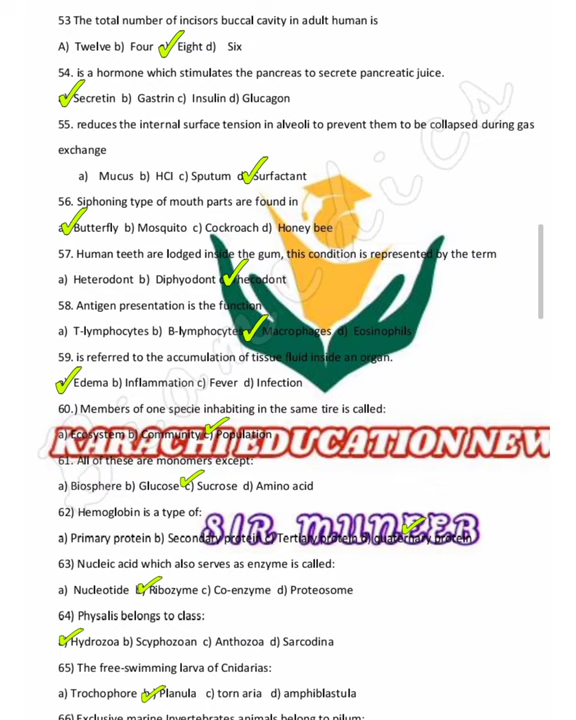 53 The total number of incisors buccal cavity in adult human is
A) Twelve b) Four Eight d) Six
54. is a hormone which stimulates the pancreas to secrete pancreatic juice.
Secretin b) Gastrin c) Insulin d) Glucagon
55. reduces the internal surface tension in alveoli to prevent them to be collapsed during gas
exchange
a) Mucus b) HCl c) Sputum d) Surfactant
56. Siphoning type of mouth parts are found in
a) Butterfly b) Mosquito c) Cockroach d) Honey bee
57. Human teeth are lodged inside the gum, this condition is represented by the term
a) Heterodont b) Diphyodont Thecodont
58. Antigen presentation is the function
a) T-lymphocytes b) B-lymphocytes Macrophages d) Eosinophils
59. is referred to the accumulation of tissue fluid inside an organ.
Edema b) Inflammation c) Fever d) Infection
60.) Members of one specie inhabiting in the same tire is called:
a) Ecosystem b) Community c) Population
KARACHI EDUCATION NEW
61. All of these are monomers except:
a) Biosphere b) Glucose c) Sucrose d) Amino acid
62) Hemoglobin is a type of:
SIR MUNEEB
a) Primary protein b) Secondary protein c) Tertiary protein d) quaternary protein
63) Nucleic acid which also serves as enzyme is called:
a) Nucleotide b) Ribozyme c) Co-enzyme d) Proteosome
64) Physalis belongs to class:
Hydrozoa b) Scyphozoan c) Anthozoa d) Sarcodina
65) The free-swimming larva of Cnidarias:
a) Trochophore b) Planula c) torn aria d) amphiblastula
66) Exclusive marine Invertebrates animals belong to pilum: